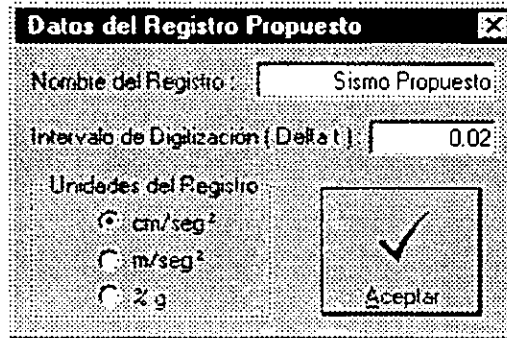 Datos del Registro Propuesto
Nombre del Registro : Sismo Propuesto
Intervalo de Digilización ( Delta t ) : 0.02
Unidades del Registro
cm/seg²
m/seg²
% g
Aceptar